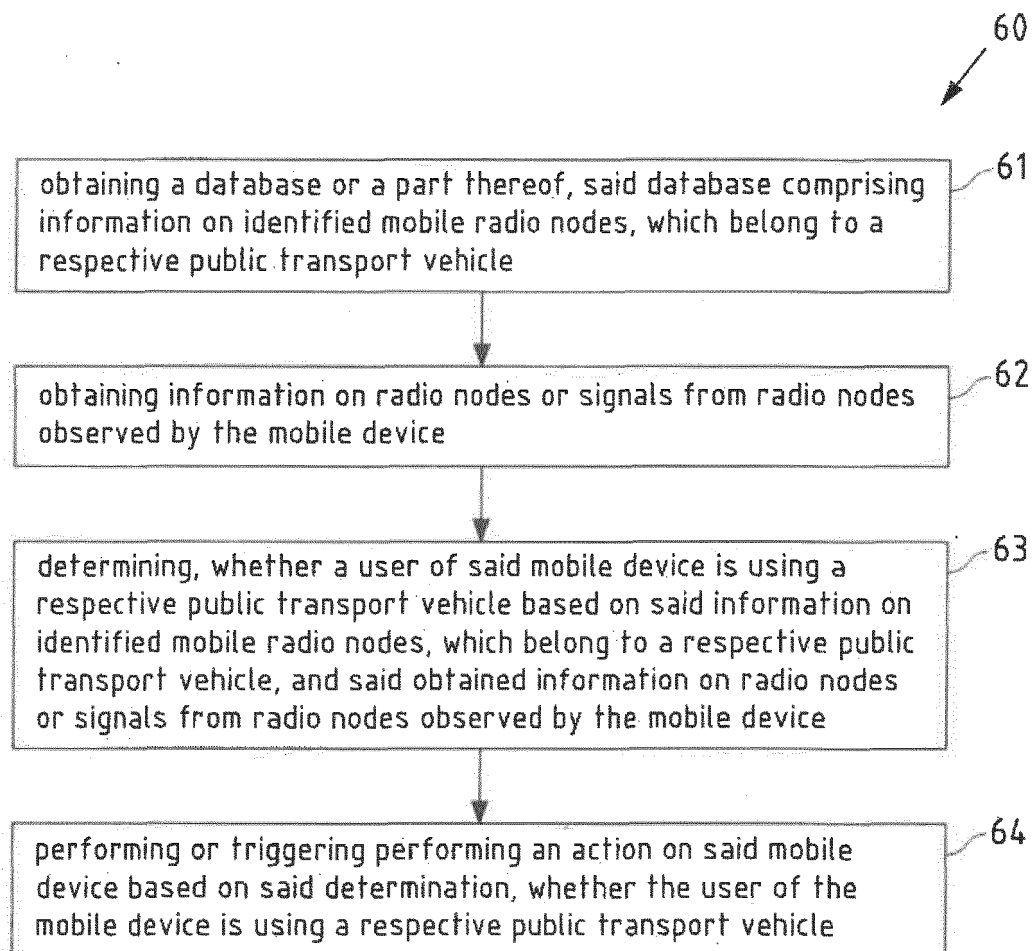 60
61
obtaining a database or a part thereof, said database comprising
information on identified mobile radio nodes, which belong to a
respective public transport vehicle
62
obtaining information on radio nodes or signals from radio nodes
observed by the mobile device
63
determining, whether a user of said mobile device is using a
respective public transport vehicle based on said information on
identified mobile radio nodes, which belong to a respective public
transport vehicle, and said obtained information on radio nodes
or signals from radio nodes observed by the mobile device
64
performing or triggering performing an action on said mobile
device based on said determination, whether the user of the
mobile device is using a respective public transport vehicle